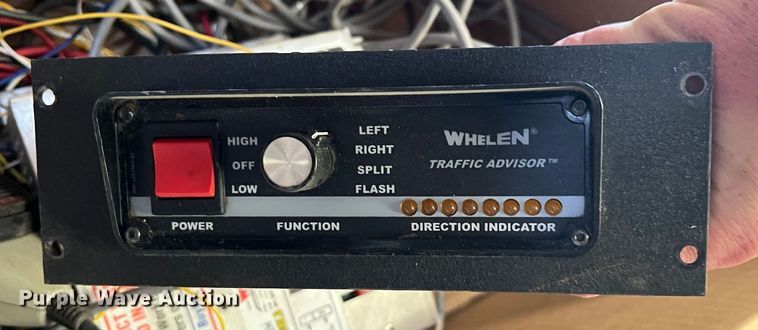 HIGH
OFF
LOW
LEFT
RIGHT
SPLIT
FLASH
WHELEN®
TRAFFIC ADVISOR™
POWER
FUNCTION
DIRECTION INDICATOR
Purple Wave Auction